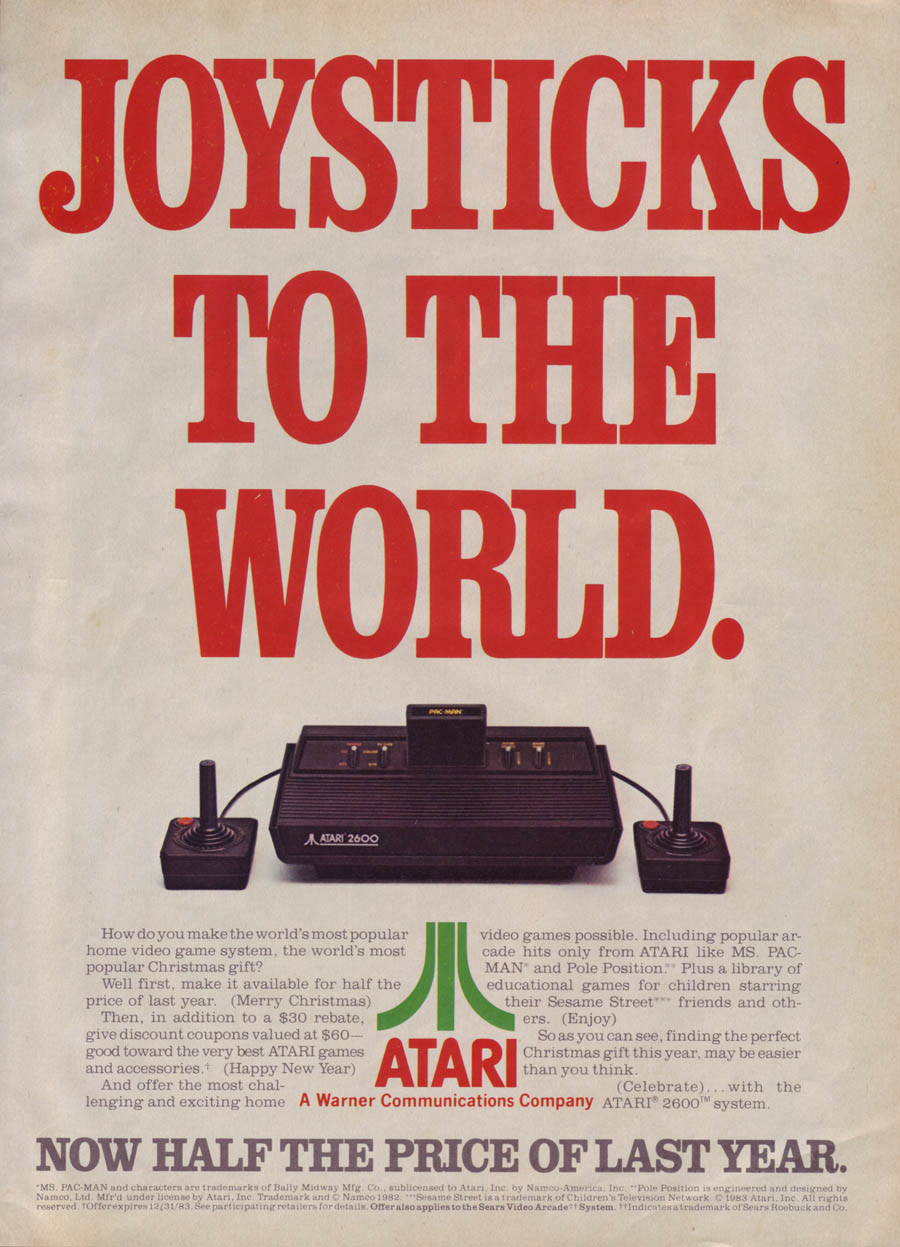 JOYSTICKS
TO THE
WORLD.
PAC-MAN
ATARI® 2600
How do you make the world's most popular
home video game system, the world's most
popular Christmas gift?
Well first, make it available for half the
price of last year. (Merry Christmas)
Then, in addition to a $30 rebate,
give discount coupons valued at $60—
good toward the very best ATARI games
and accessories.† (Happy New Year)
And offer the most chal-
lenging and exciting home
video games possible. Including popular ar-
cade hits only from ATARI like MS. PAC-
MAN* and Pole Position.** Plus a library of
educational games for children starring
their Sesame Street*** friends and oth-
ers. (Enjoy)
So as you can see, finding the perfect
Christmas gift this year, may be easier
than you think.
(Celebrate)...with the
ATARI® 2600™ system.
ATARI
A Warner Communications Company
NOW HALF THE PRICE OF LAST YEAR.
*MS. PAC-MAN and characters are trademarks of Bally Midway Mfg. Co., sublicensed to Atari, Inc. by Namco-America, Inc. **Pole Position is engineered and designed by
Namco, Ltd. Mfr'd under license by Atari, Inc. Trademark and © Namco 1982. ***Sesame Street is a trademark of Children's Television Network. © 1983 Atari, Inc. All rights
reserved. †Offer expires 12/31/83. See participating retailers for details. Offer also applies to the Sears Video Arcade†† System. ††Indicates a trademark of Sears Roebuck and Co.